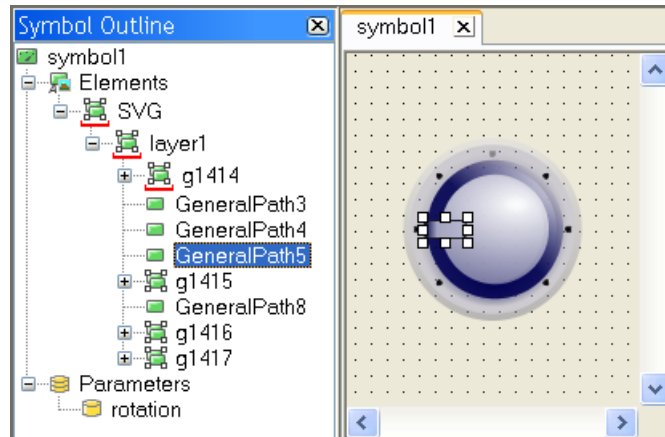 Symbol Outline
symbol1
Elements
SVG
layer1
g1414
GeneralPath3
GeneralPath4
GeneralPath5
g1415
GeneralPath8
g1416
g1417
Parameters
rotation
symbol1